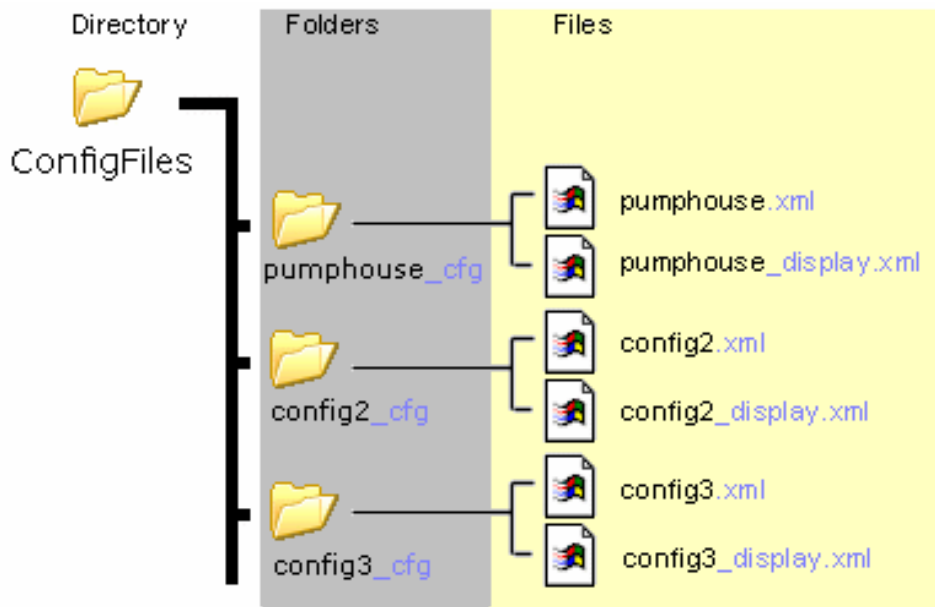 Directory
Folders
Files
ConfigFiles
pumphouse_cfg
pumphouse.xml
pumphouse_display.xml
config2_cfg
config2.xml
config2_display.xml
config3_cfg
config3.xml
config3_display.xml